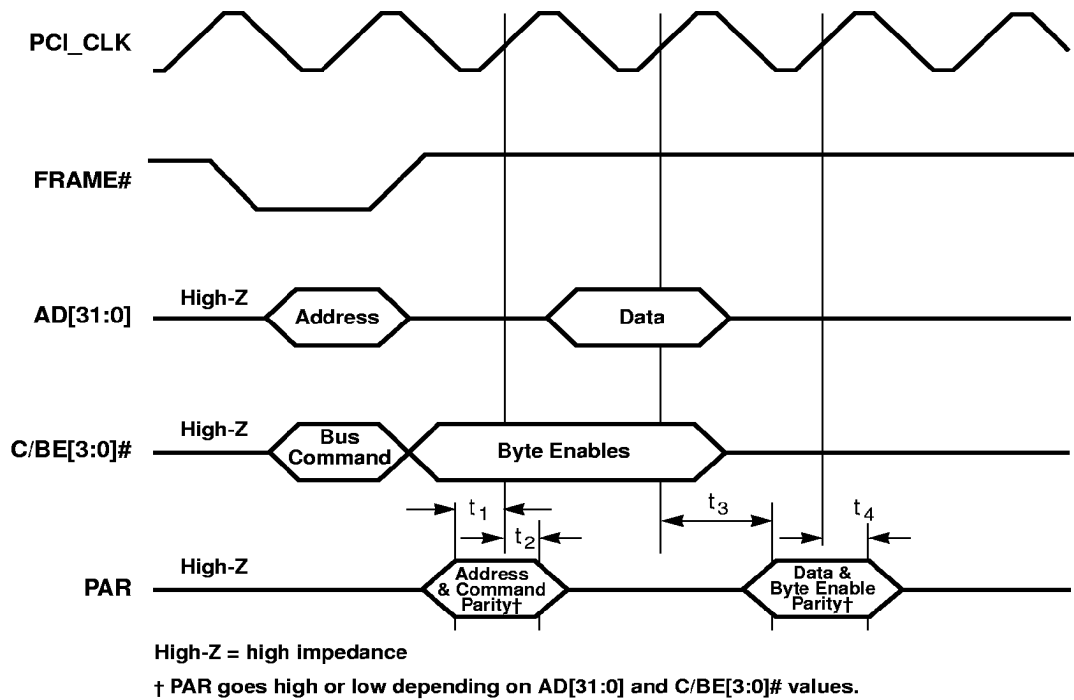 PCI_CLK
FRAME#
AD[31:0]
High-Z
Address
Data
C/BE[3:0]#
High-Z
Bus
Command
Byte Enables
t1
t2
t3
t4
PAR
High-Z
Address
& Command
Parity†
Data &
Byte Enable
Parity†
High-Z = high impedance
† PAR goes high or low depending on AD[31:0] and C/BE[3:0]# values.